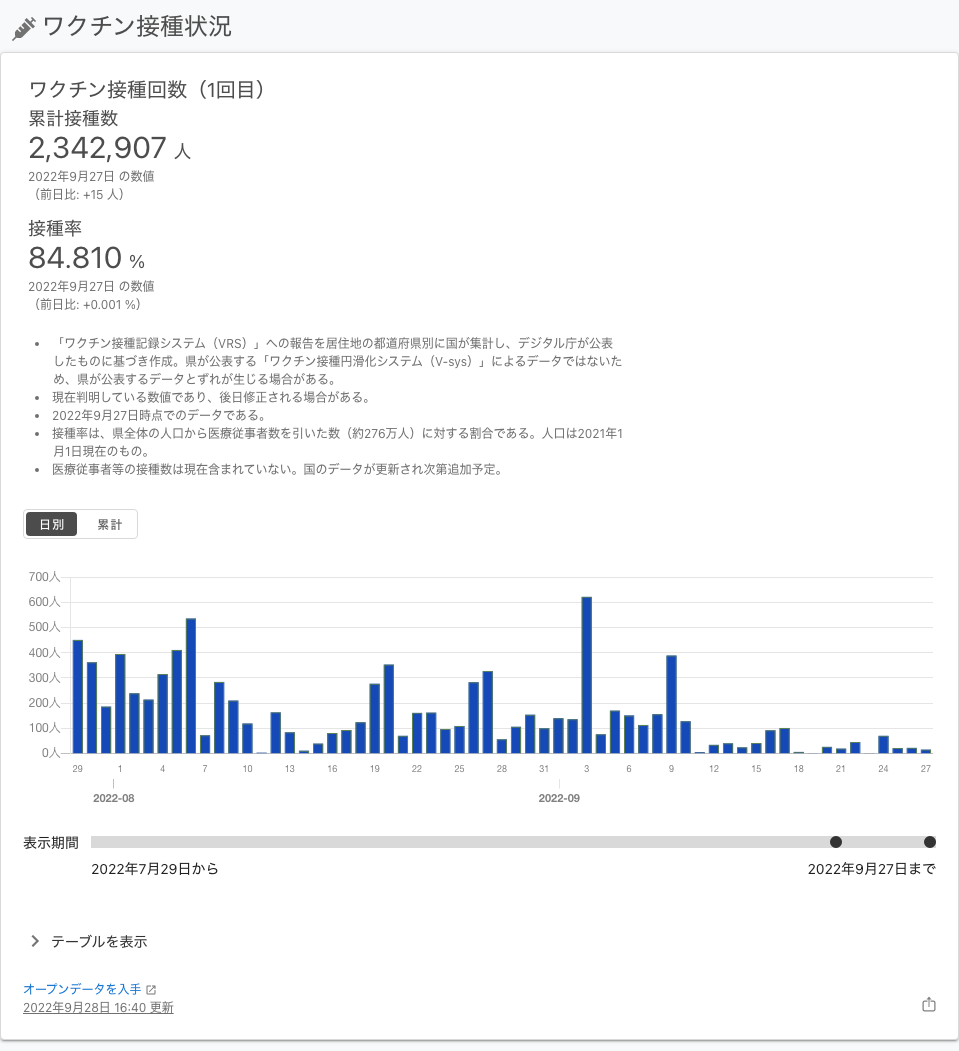 ワクチン接種状況
ワクチン接種回数（1回目）
累計接種数
2,342,907 人
2022年9月27日 の数値
（前日比: +15 人）
接種率
84.810 %
2022年9月27日 の数値
（前日比: +0.001 %）
• 「ワクチン接種記録システム（VRS）」への報告を居住地の都道府県別に国が集計し、デジタル庁が公表
したものに基づき作成。県が公表する「ワクチン接種円滑化システム（V-sys）」によるデータではないた
め、県が公表するデータとずれが生じる場合がある。
• 現在判明している数値であり、後日修正される場合がある。
• 2022年9月27日時点でのデータである。
• 接種率は、県全体の人口から医療従事者数を引いた数（約276万人）に対する割合である。人口は2021年1
月1日現在のもの。
• 医療従事者等の接種数は現在含まれていない。国のデータが更新され次第追加予定。
日別 累計
700人
600人
500人
400人
300人
200人
100人
0人
29 1 4 7 10 13 16 19 22 25 28 31 3 6 9 12 15 18 21 24 27
2022-08 2022-09
表示期間
2022年7月29日から 2022年9月27日まで
テーブルを表示
オープンデータを入手
2022年9月28日 16:40 更新